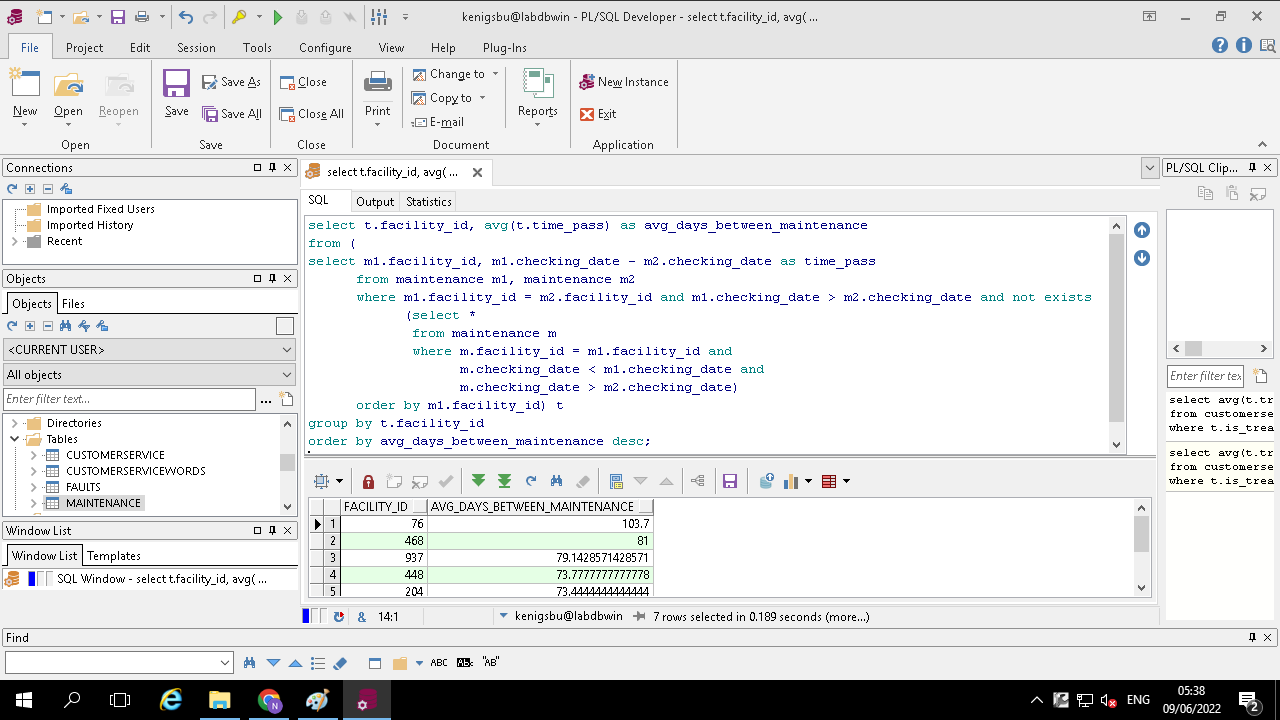 kenigsbu@labdbwin - PL/SQL Developer - select t.facility_id, avg( ...
File Project Edit Session Tools Configure View Help Plug-Ins
New Open Reopen Save Save As Save All Close Close All Print Change to Copy to E-mail Reports New Instance Exit
Open Save Close Document Application
Connections
Imported Fixed Users
Imported History
Recent
Objects
Objects Files
<CURRENT USER>
All objects
Enter filter text... ...
Directories
Tables
CUSTOMERSERVICE
CUSTOMERSERVICEWORDS
FAULTS
MAINTENANCE
Window List
Window List Templates
SQL Window - select t.facility_id, avg( ...
select t.facility_id, avg( ...
SQL Output Statistics
select t.facility_id, avg(t.time_pass) as avg_days_between_maintenance
from (
select m1.facility_id, m1.checking_date - m2.checking_date as time_pass
from maintenance m1, maintenance m2
where m1.facility_id = m2.facility_id and m1.checking_date > m2.checking_date and not exists
(select *
from maintenance m
where m.facility_id = m1.facility_id and
m.checking_date < m1.checking_date and
m.checking_date > m2.checking_date)
order by m1.facility_id) t
group by t.facility_id
order by avg_days_between_maintenance desc;
FACILITY_ID AVG_DAYS_BETWEEN_MAINTENANCE
1 76 103.7
2 468 81
3 937 79.1428571428571
4 448 73.7777777777778
5 204 73.4444444444444
& 14:1 kenigsbu@labdbwin 7 rows selected in 0.189 seconds (more...)
PL/SQL Clip...
Enter filter text
select avg(t.tr
from customerse
where t.is_trea
select avg(t.tr
from customerse
where t.is_trea
Find
ABC AB "AB"
ENG 05:38
09/06/2022
2